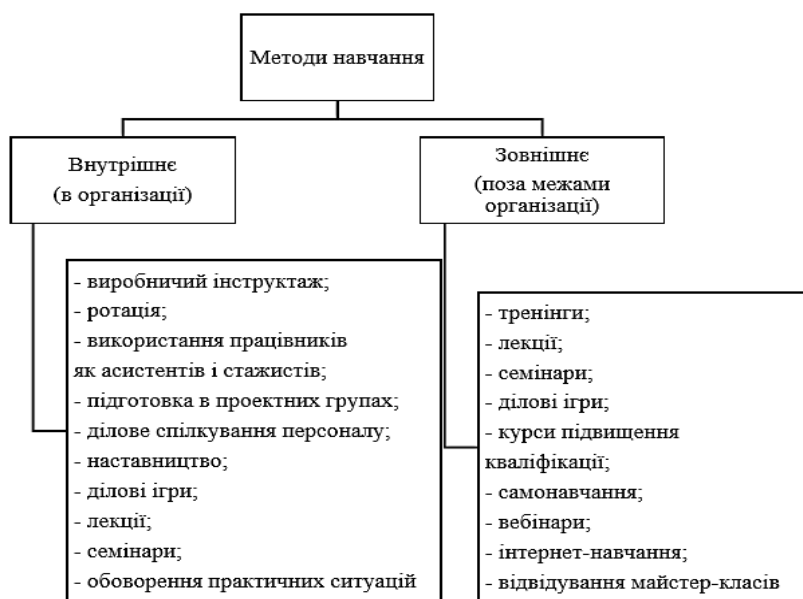 Методи навчання
Внутрішнє
(в організації)
Зовнішнє
(поза межами
організації)
- виробничий інструктаж;
- ротація;
- використання працівників
як асистентів і стажистів;
- підготовка в проектних групах;
- ділове спілкування персоналу;
- наставництво;
- ділові ігри;
- лекції;
- семінари;
- обоворення практичних ситуацій
- тренінги;
- лекції;
- семінари;
- ділові ігри;
- курси підвищення
кваліфікації;
- самонавчання;
- вебінари;
- інтернет-навчання;
- відвідування майстер-класів